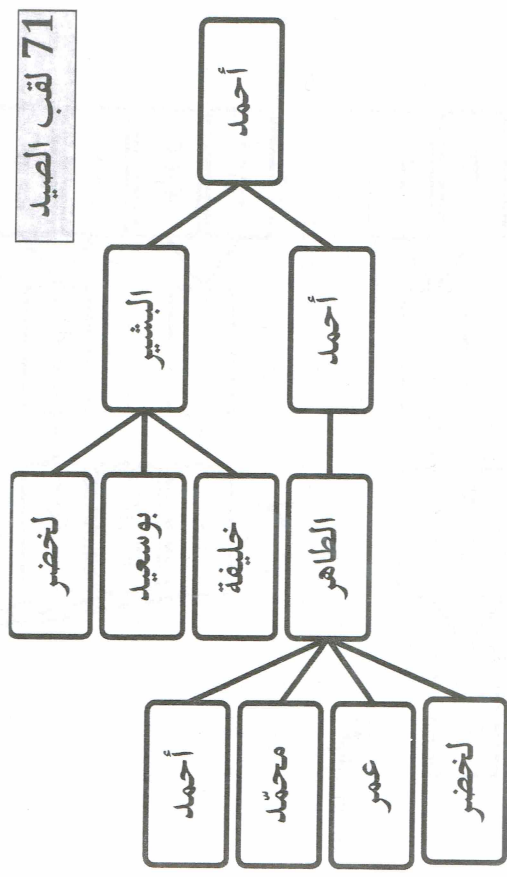 71 لقب الصيد
أحمد
البشير
أحمد
لخضر
بوسعيد
خليفة
الطاهر
أحمد
محمّد
عمر
لخضر